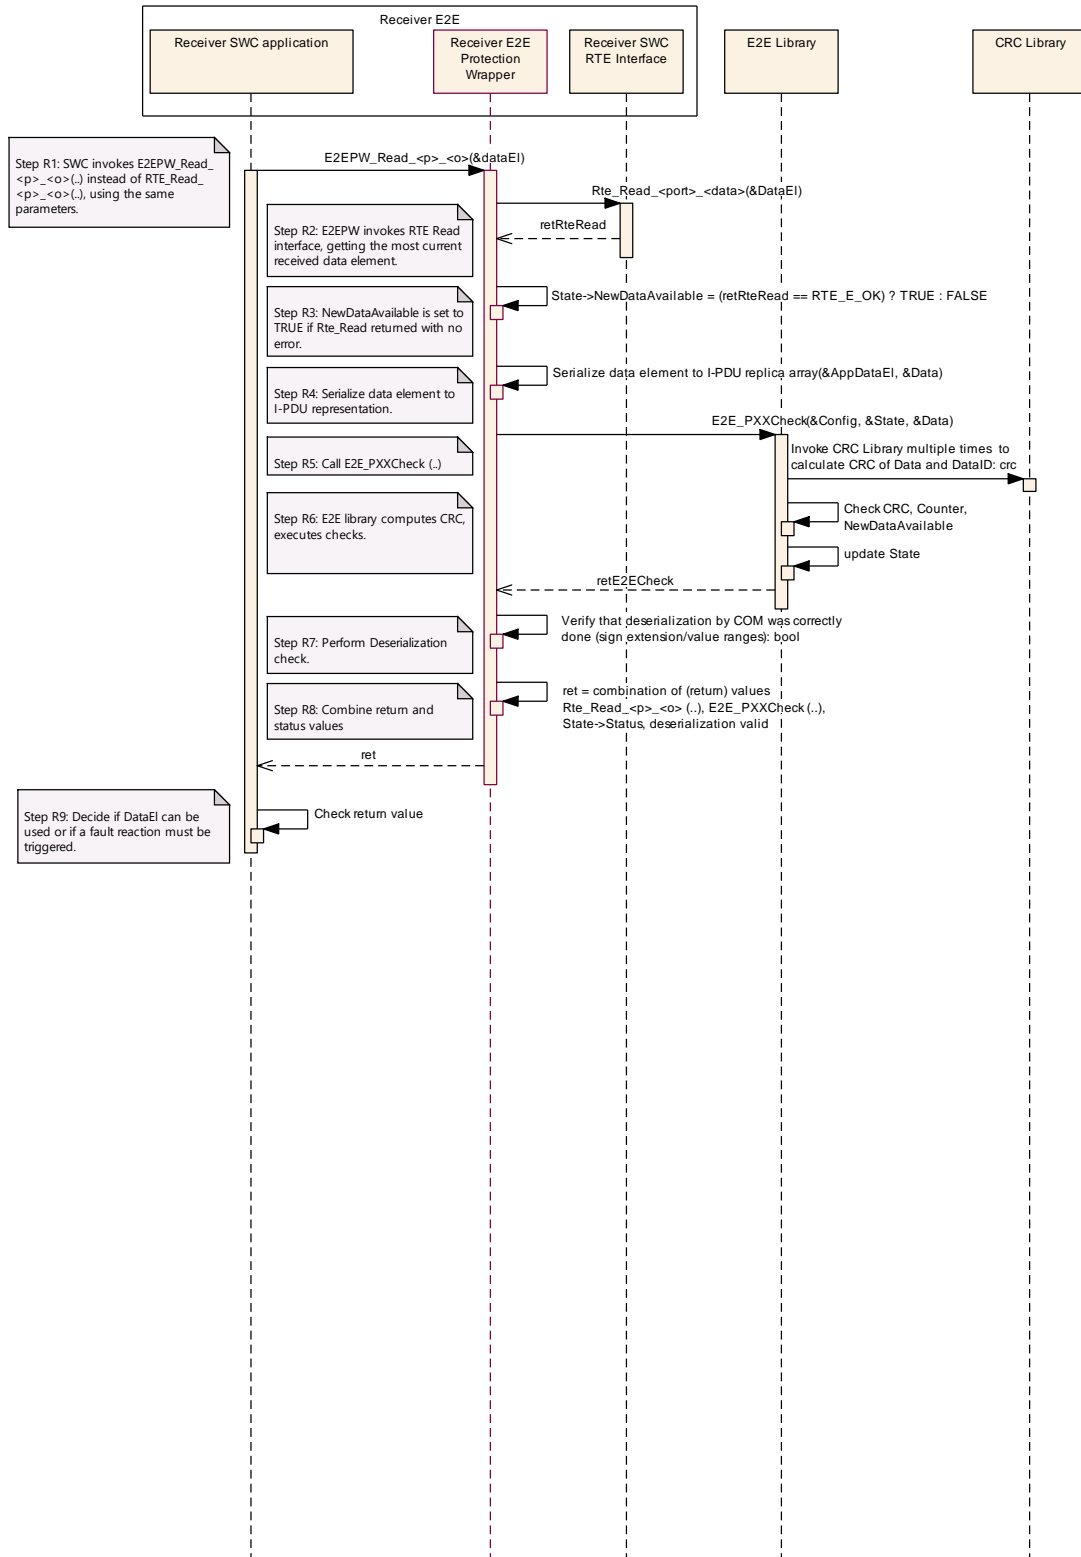 Receiver E2E
Receiver SWC application
Receiver E2E
Protection
Wrapper
Receiver SWC
RTE Interface
E2E Library
CRC Library
Step R1: SWC invokes E2EPW_Read_
<p>_<o>(..) instead of RTE_Read_
<p>_<o>(..), using the same
parameters.
E2EPW_Read_<p>_<o>(&dataEl)
Rte_Read_<port>_<data>(&DataEl)
Step R2: E2EPW invokes RTE Read
interface, getting the most current
received data element.
retRteRead
State->NewDataAvailable = (retRteRead == RTE_E_OK) ? TRUE : FALSE
Step R3: NewDataAvailable is set to
TRUE if Rte_Read returned with no
error.
Serialize data element to I-PDU replica array(&AppDataEl, &Data)
Step R4: Serialize data element to
I-PDU representation.
E2E_PXXCheck(&Config, &State, &Data)
Step R5: Call E2E_PXXCheck (..)
Invoke CRC Library multiple times to
calculate CRC of Data and DataID: crc
Step R6: E2E library computes CRC,
executes checks.
Check CRC, Counter,
NewDataAvailable
update State
retE2ECheck
Step R7: Perform Deserialization
check.
Verify that deserialization by COM was correctly
done (sign extension/value ranges): bool
Step R8: Combine return and
status values
ret = combination of (return) values
Rte_Read_<p>_<o> (..), E2E_PXXCheck (..),
State->Status, deserialization valid
ret
Step R9: Decide if DataEl can be
used or if a fault reaction must be
triggered.
Check return value